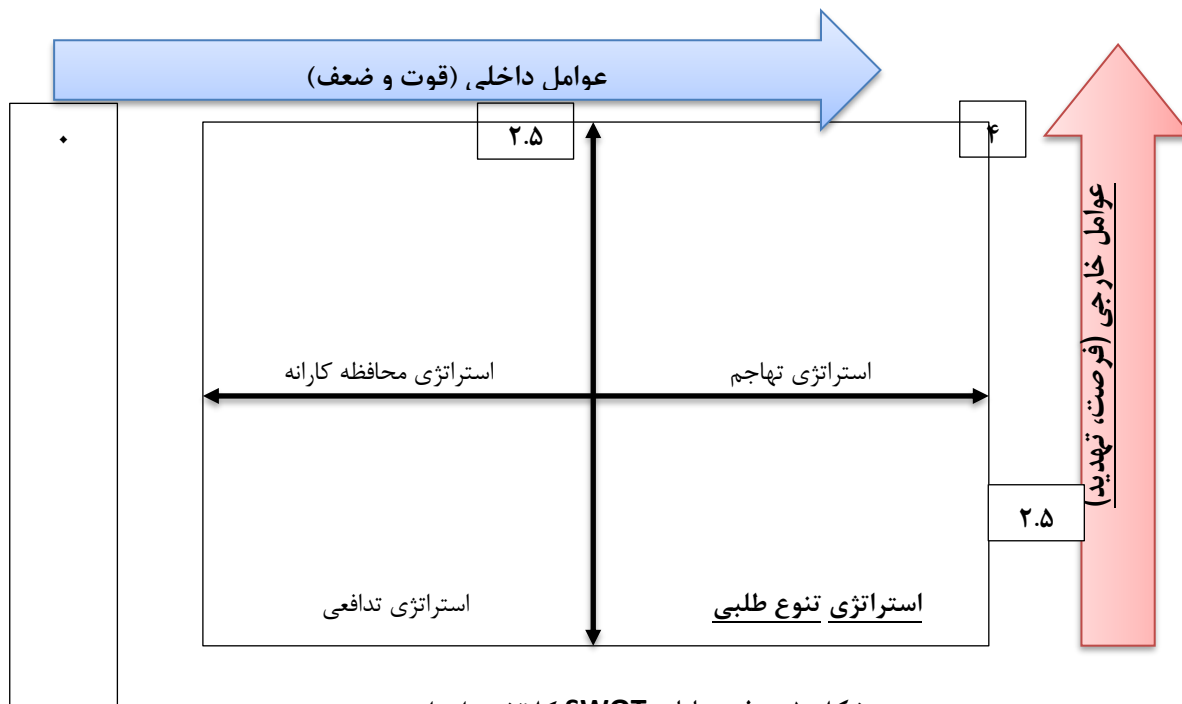 عوامل داخلی (قوت و ضعف)
۰
۲.۵
۴
عوامل خارجی (فرصت، تهدید)
استراتژی تهاجم
استراتژی محافظه کارانه
۲.۵
استراتژی تنوع طلبی
استراتژی تدافعی
SWOT